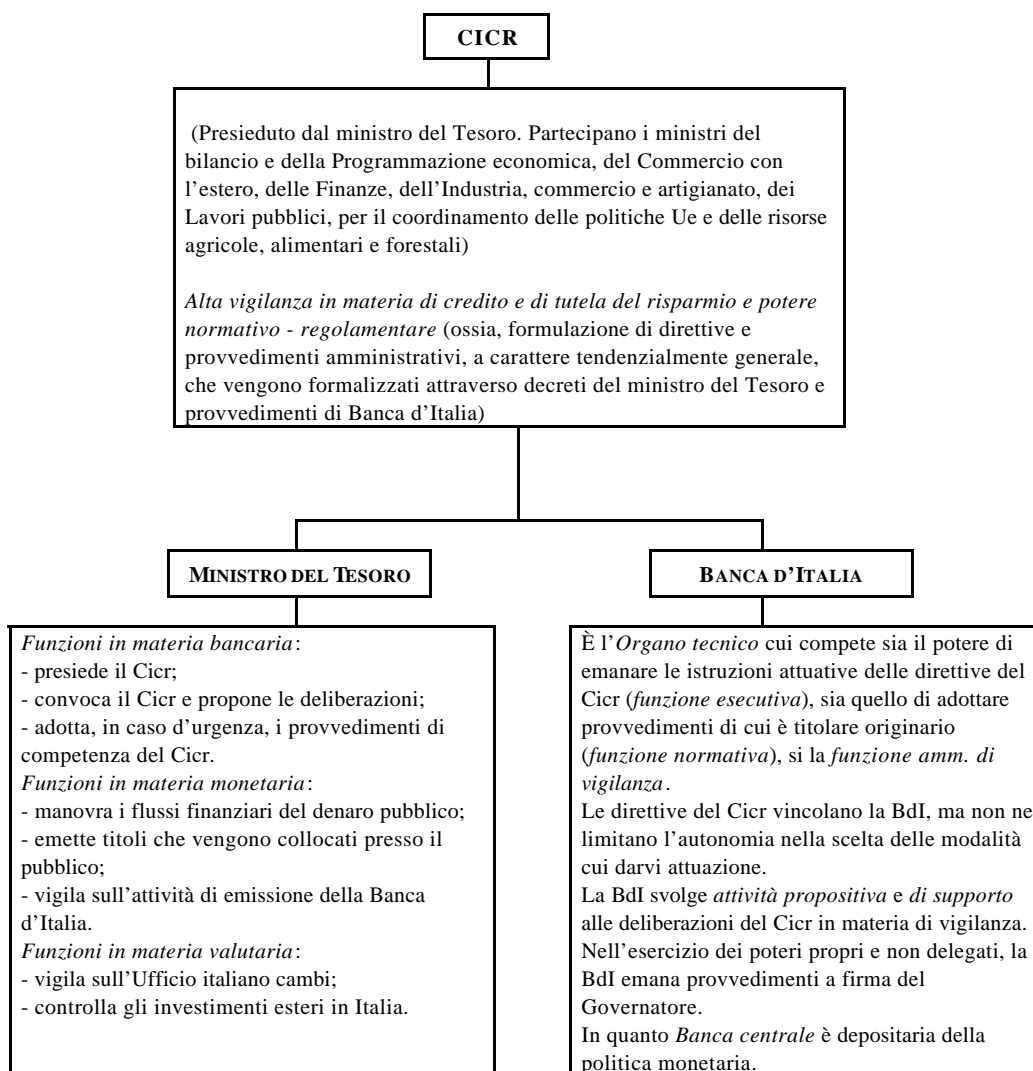 CICR
(Presieduto dal ministro del Tesoro. Partecipano i ministri del
bilancio e della Programmazione economica, del Commercio con
l'estero, delle Finanze, dell'Industria, commercio e artigianato, dei
Lavori pubblici, per il coordinamento delle politiche Ue e delle risorse
agricole, alimentari e forestali)
Alta vigilanza in materia di credito e di tutela del risparmio e potere
normativo - regolamentare (ossia, formulazione di direttive e
provvedimenti amministrativi, a carattere tendenzialmente generale,
che vengono formalizzati attraverso decreti del ministro del Tesoro e
provvedimenti di Banca d'Italia)
MINISTRO DEL TESORO
Funzioni in materia bancaria:
- presiede il Cicr;
- convoca il Cicr e propone le deliberazioni;
- adotta, in caso d'urgenza, i provvedimenti di
competenza del Cicr.
Funzioni in materia monetaria:
- manovra i flussi finanziari del denaro pubblico;
- emette titoli che vengono collocati presso il
pubblico;
- vigila sull'attività di emissione della Banca
d'Italia.
Funzioni in materia valutaria:
- vigila sull'Ufficio italiano cambi;
- controlla gli investimenti esteri in Italia.
BANCA D'ITALIA
È l'Organo tecnico cui compete sia il potere di
emanare le istruzioni attuative delle direttive del
Cicr (funzione esecutiva), sia quello di adottare
provvedimenti di cui è titolare originario
(funzione normativa), si la funzione amm. di
vigilanza.
Le direttive del Cicr vincolano la BdI, ma non ne
limitano l'autonomia nella scelta delle modalità
cui darvi attuazione.
La BdI svolge attività propositiva e di supporto
alle deliberazioni del Cicr in materia di vigilanza.
Nell'esercizio dei poteri propri e non delegati, la
BdI emana provvedimenti a firma del
Governatore.
In quanto Banca centrale è depositaria della
politica monetaria.